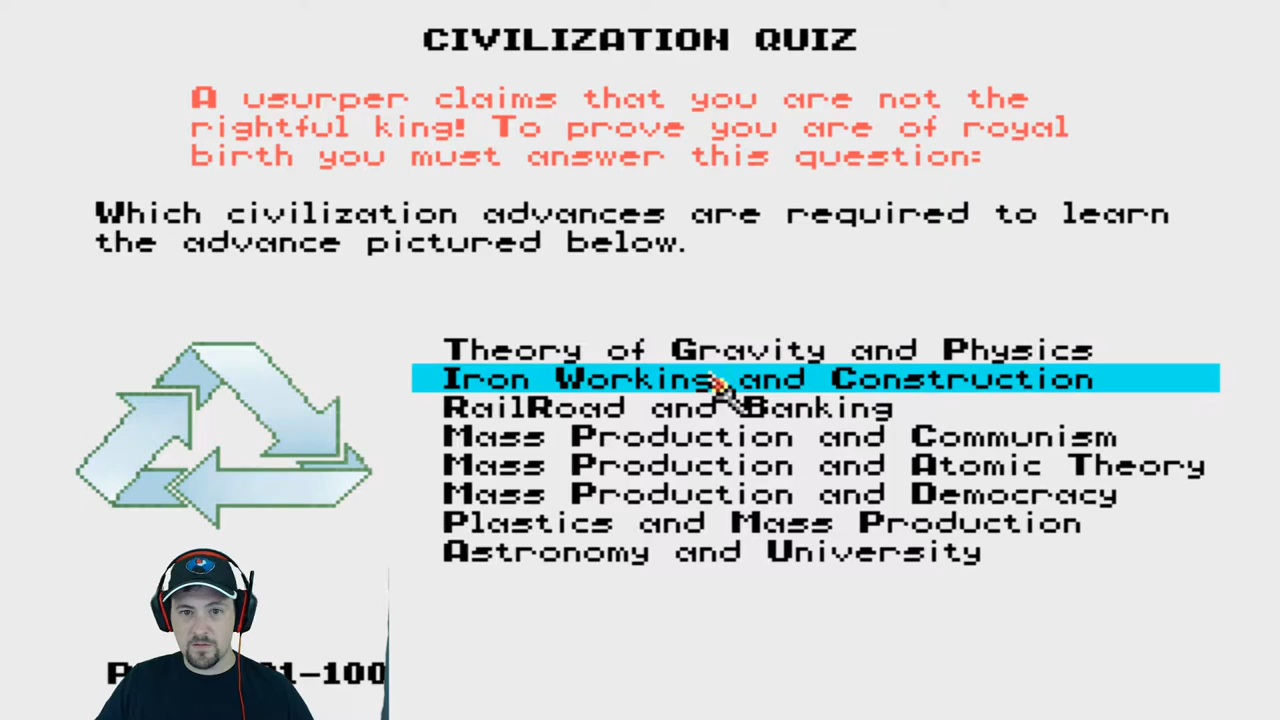 CIVILIZATION QUIZ
A usurper claims that you are not the
rightful king! To prove you are of royal
birth you must answer this question:
Which civilization advances are required to learn
the advance pictured below.
Theory of Gravity and Physics
Iron Working and Construction
RailRoad and Banking
Mass Production and Communism
Mass Production and Atomic Theory
Mass Production and Democracy
Plastics and Mass Production
Astronomy and University